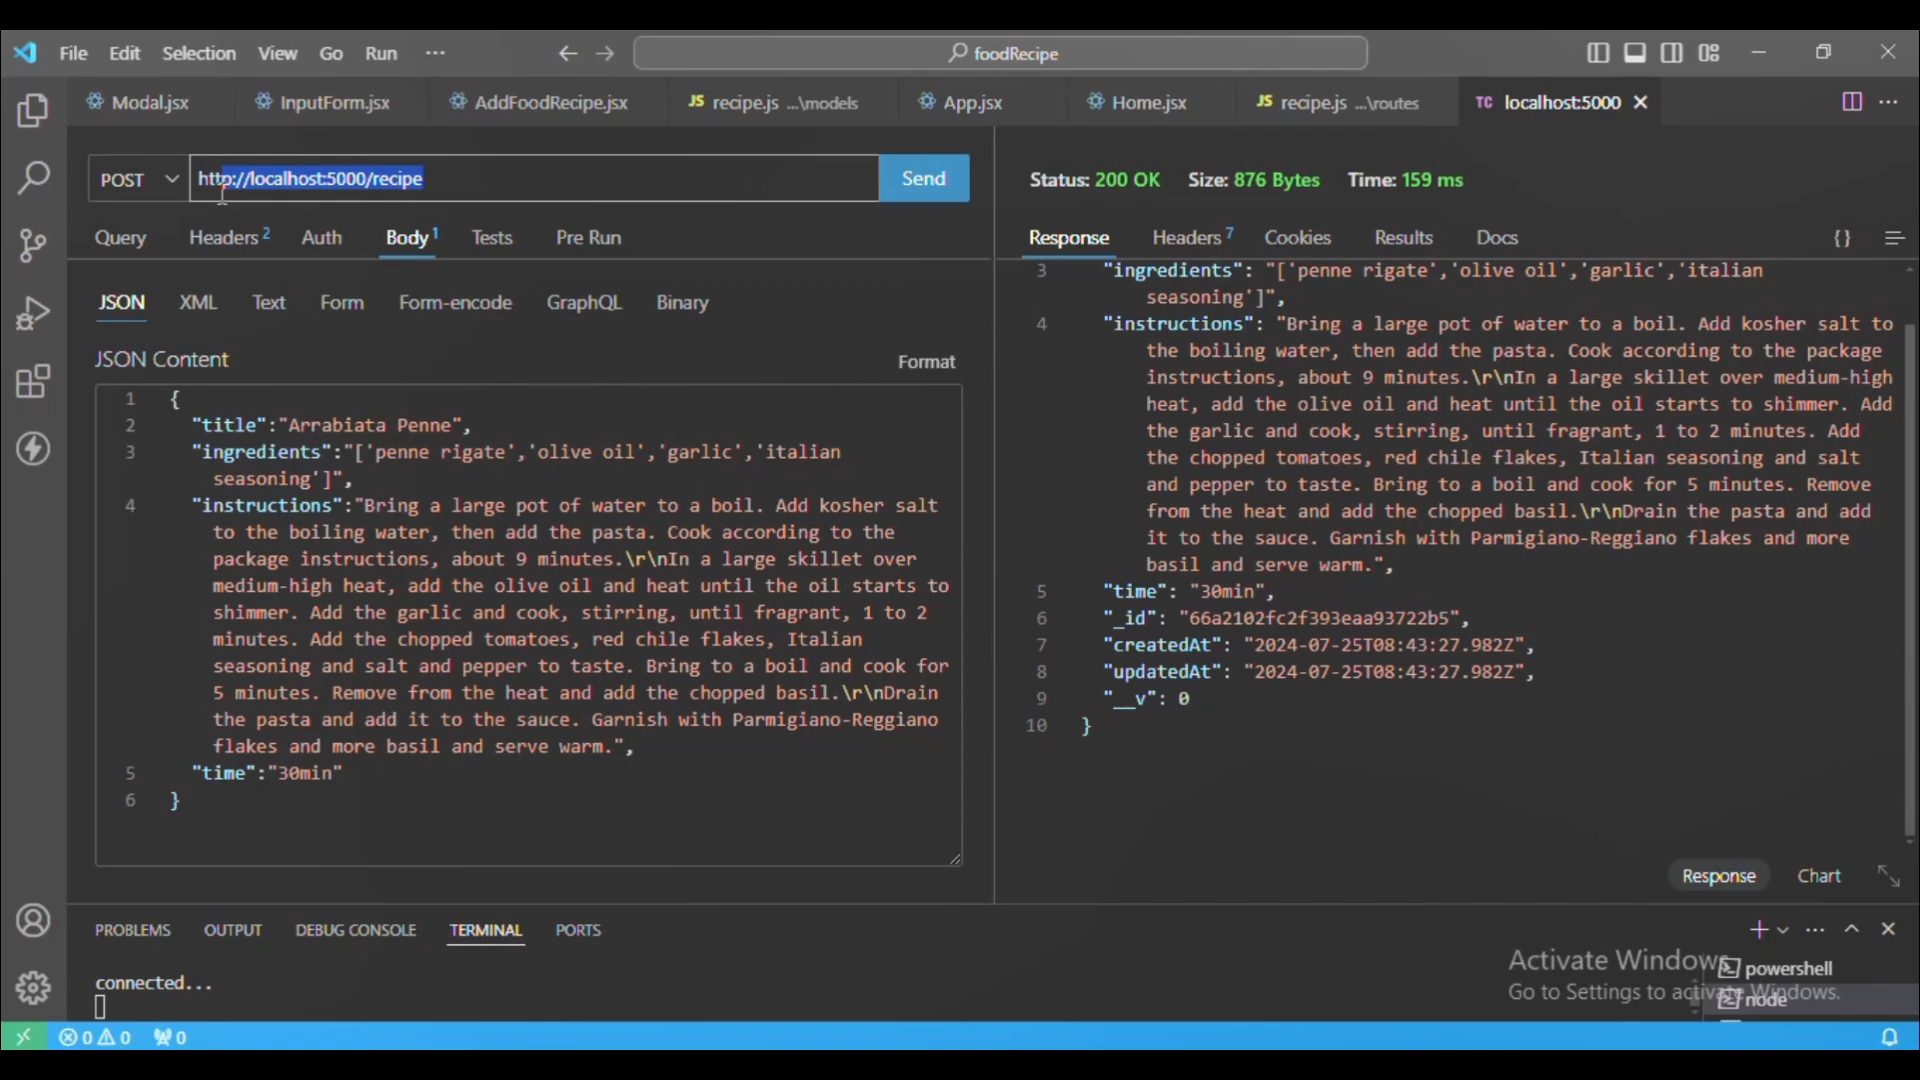 File Edit Selection View Go Run ··· foodRecipe
Modal.jsx InputForm.jsx AddFoodRecipe.jsx JS recipe.js ...\models App.jsx Home.jsx JS recipe.js ...\routes TC localhost:5000
POST http://localhost:5000/recipe Send
Query Headers 2 Auth Body 1 Tests Pre Run
JSON XML Text Form Form-encode GraphQL Binary
JSON Content Format
1 {
2 "title":"Arrabiata Penne",
3 "ingredients":"['penne rigate','olive oil','garlic','italian
seasoning']",
4 "instructions":"Bring a large pot of water to a boil. Add kosher salt
to the boiling water, then add the pasta. Cook according to the
package instructions, about 9 minutes.\r\nIn a large skillet over
medium-high heat, add the olive oil and heat until the oil starts to
shimmer. Add the garlic and cook, stirring, until fragrant, 1 to 2
minutes. Add the chopped tomatoes, red chile flakes, Italian
seasoning and salt and pepper to taste. Bring to a boil and cook for
5 minutes. Remove from the heat and add the chopped basil.\r\nDrain
the pasta and add it to the sauce. Garnish with Parmigiano-Reggiano
flakes and more basil and serve warm.",
5 "time":"30min"
6 }
Status: 200 OK Size: 876 Bytes Time: 159 ms
Response Headers 7 Cookies Results Docs {}
3 "ingredients": "['penne rigate','olive oil','garlic','italian
seasoning']",
4 "instructions": "Bring a large pot of water to a boil. Add kosher salt to
the boiling water, then add the pasta. Cook according to the package
instructions, about 9 minutes.\r\nIn a large skillet over medium-high
heat, add the olive oil and heat until the oil starts to shimmer. Add
the garlic and cook, stirring, until fragrant, 1 to 2 minutes. Add
the chopped tomatoes, red chile flakes, Italian seasoning and salt
and pepper to taste. Bring to a boil and cook for 5 minutes. Remove
from the heat and add the chopped basil.\r\nDrain the pasta and add
it to the sauce. Garnish with Parmigiano-Reggiano flakes and more
basil and serve warm.",
5 "time": "30min",
6 "_id": "66a2102fc2f393eaa93722b5",
7 "createdAt": "2024-07-25T08:43:27.982Z",
8 "updatedAt": "2024-07-25T08:43:27.982Z",
9 "__v": 0
10 }
Response Chart
PROBLEMS OUTPUT DEBUG CONSOLE TERMINAL PORTS
connected...
Activate Windows
Go to Settings to activate Windows.
powershell
node
0 0 0